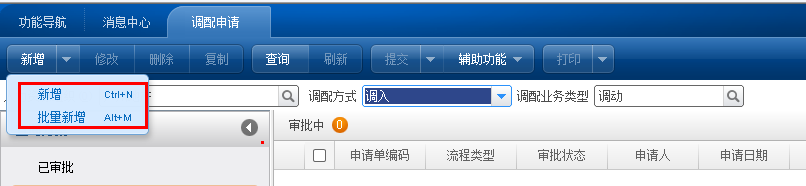 功能导航 消息中心 调配申请
新增 修改 删除 复制 查询 刷新 提交 辅助功能 打印
新增 Ctrl+N
调配方式 调入 调配业务类型 调动
批量新增 Alt+M
审批中 0
已审批
申请单编码 流程类型 审批状态 申请人 申请日期